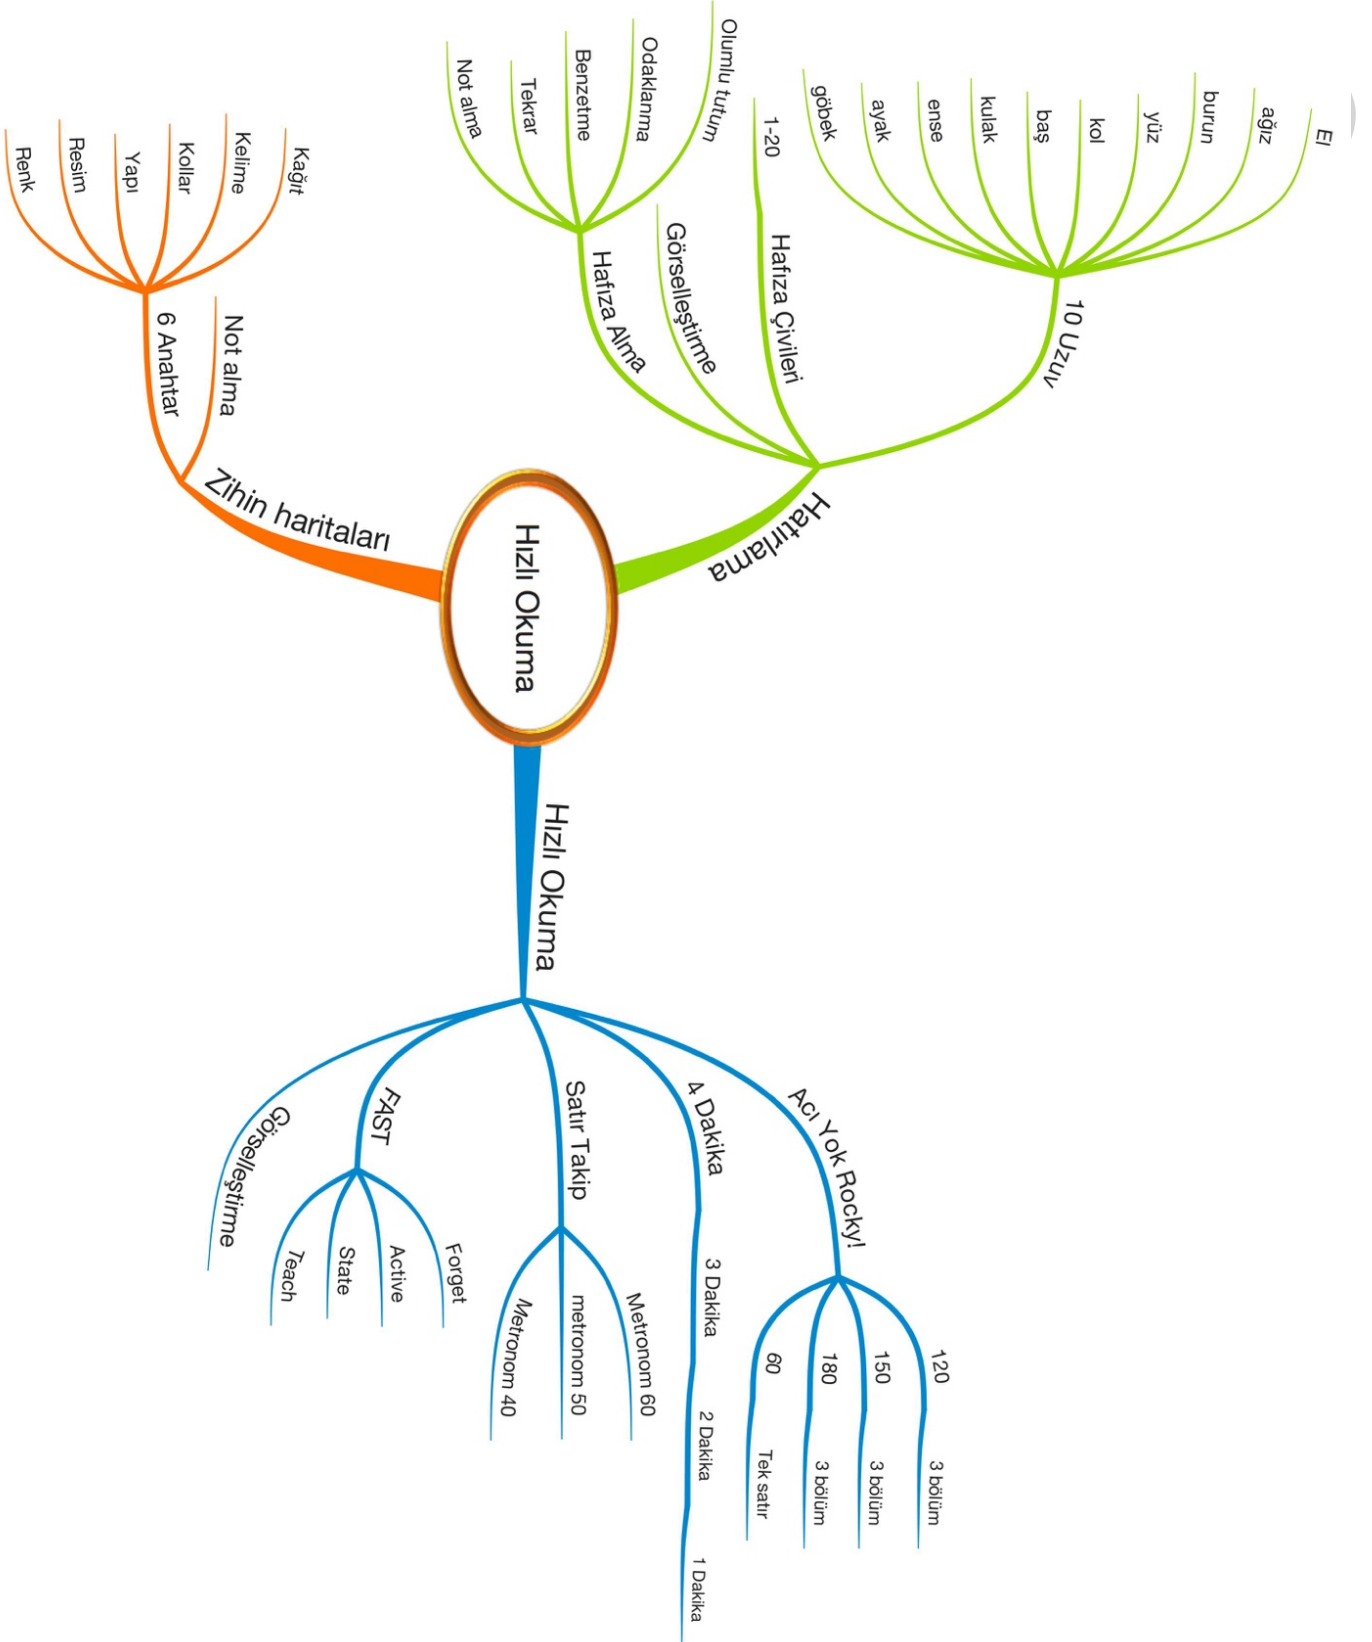 Hızlı Okuma
Hızlı Okuma
Acı Yok Rocky!
120
3 bölüm
150
3 bölüm
180
3 bölüm
60
Tek satır
4 Dakika
3 Dakika
2 Dakika
1 Dakika
Satır Takip
Metronom 60
metronom 50
Metronom 40
FAST
Forget
Active
State
Teach
Görselleştirme
Hatırlama
10 Uzuv
El
ağız
burun
yüz
kol
baş
kulak
ense
ayak
göbek
Hafıza Çivileri
1-20
Görselleştirme
Hafıza Alma
Olumlu tutum
Odaklanma
Benzetme
Tekrar
Not alma
Zihin haritaları
Not alma
6 Anahtar
Kağıt
Kelime
Kollar
Yapı
Resim
Renk